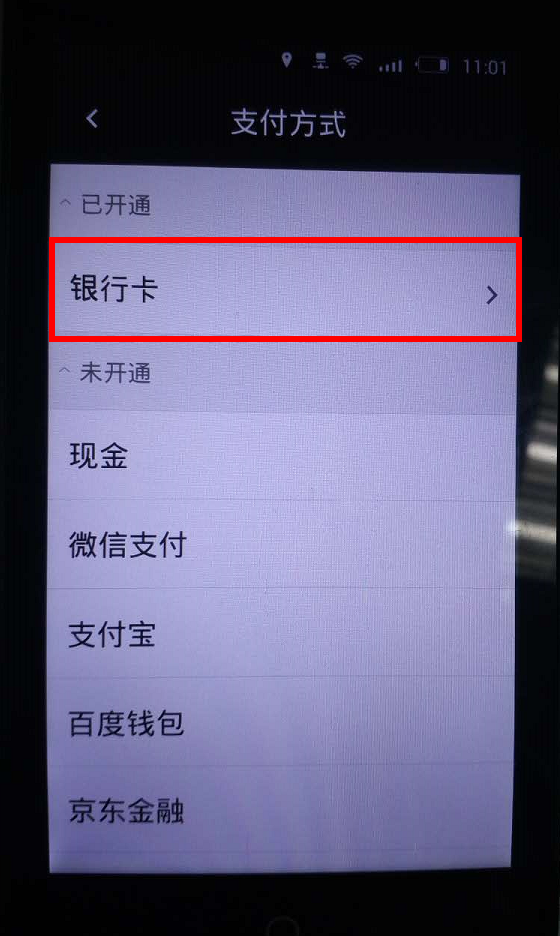 11:01
支付方式
已开通
银行卡
未开通
现金
微信支付
支付宝
百度钱包
京东金融